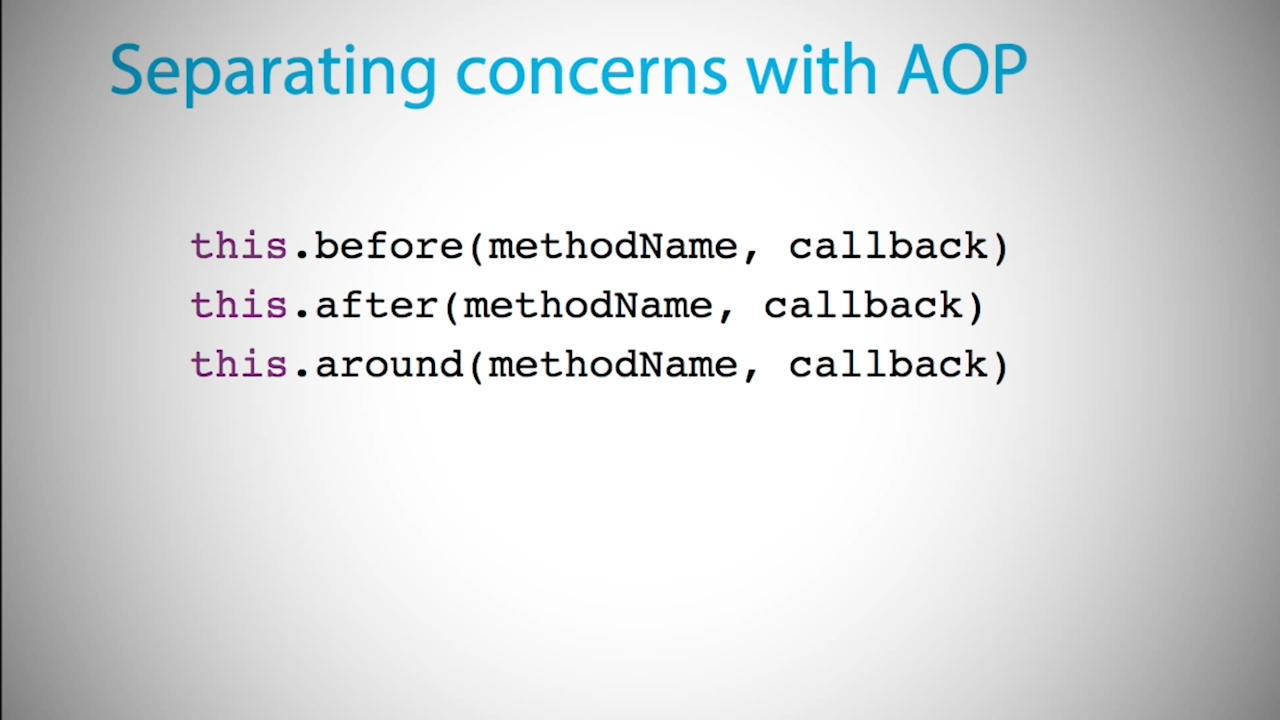 Separating concerns with AOP
this.before(methodName, callback)
this.after(methodName, callback)
this.around(methodName, callback)